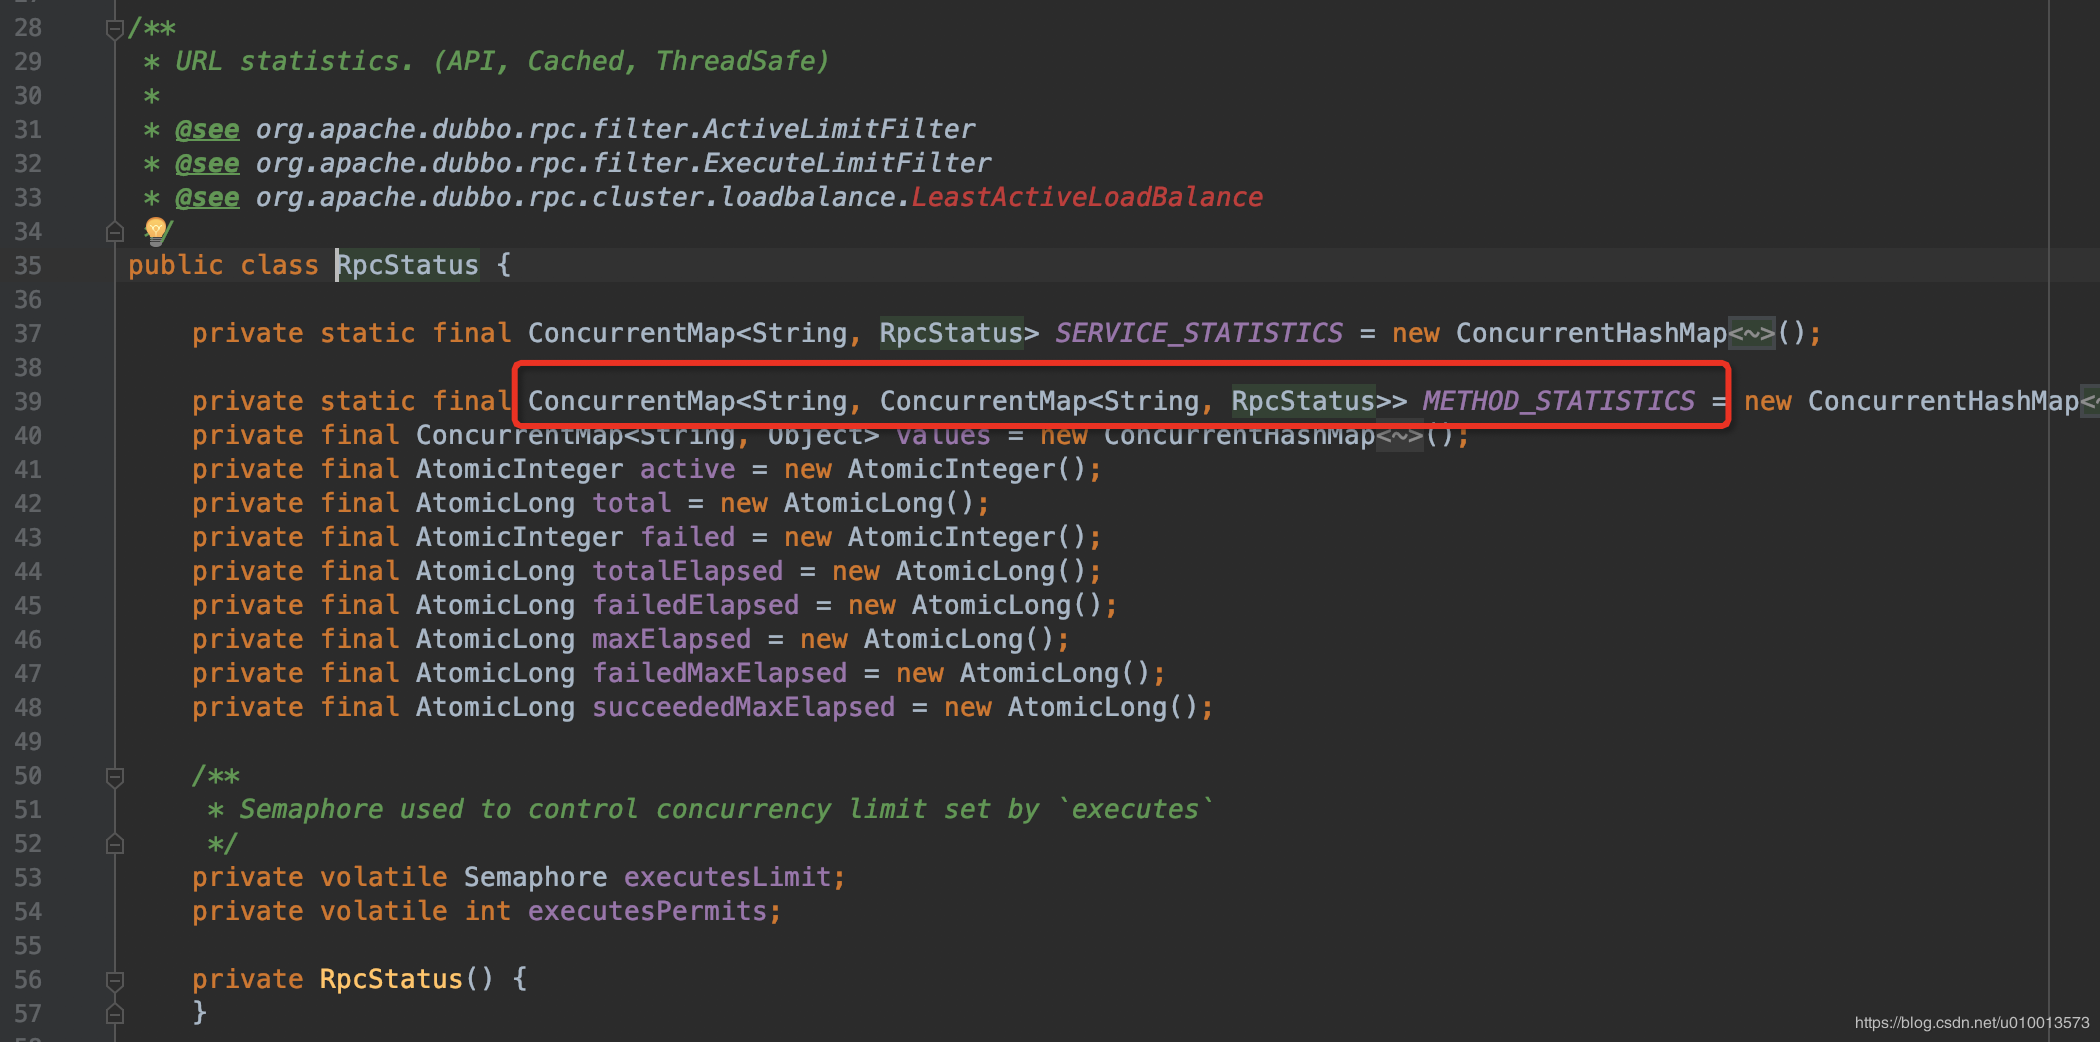 28 /**
29 * URL statistics. (API, Cached, ThreadSafe)
30 *
31 * @see org.apache.dubbo.rpc.filter.ActiveLimitFilter
32 * @see org.apache.dubbo.rpc.filter.ExecuteLimitFilter
33 * @see org.apache.dubbo.rpc.cluster.loadbalance.LeastActiveLoadBalance
34 */
35 public class RpcStatus {
36
37 private static final ConcurrentMap<String, RpcStatus> SERVICE_STATISTICS = new ConcurrentHashMap<~>();
38
39 private static final ConcurrentMap<String, ConcurrentMap<String, RpcStatus>> METHOD_STATISTICS = new ConcurrentHashMap<~
40 private final ConcurrentMap<String, Object> values = new ConcurrentHashMap<~>();
41 private final AtomicInteger active = new AtomicInteger();
42 private final AtomicLong total = new AtomicLong();
43 private final AtomicInteger failed = new AtomicInteger();
44 private final AtomicLong totalElapsed = new AtomicLong();
45 private final AtomicLong failedElapsed = new AtomicLong();
46 private final AtomicLong maxElapsed = new AtomicLong();
47 private final AtomicLong failedMaxElapsed = new AtomicLong();
48 private final AtomicLong succeededMaxElapsed = new AtomicLong();
49
50 /**
51 * Semaphore used to control concurrency limit set by `executes`
52 */
53 private volatile Semaphore executesLimit;
54 private volatile int executesPermits;
55
56 private RpcStatus() {
57 }
https://blog.csdn.net/u010013573